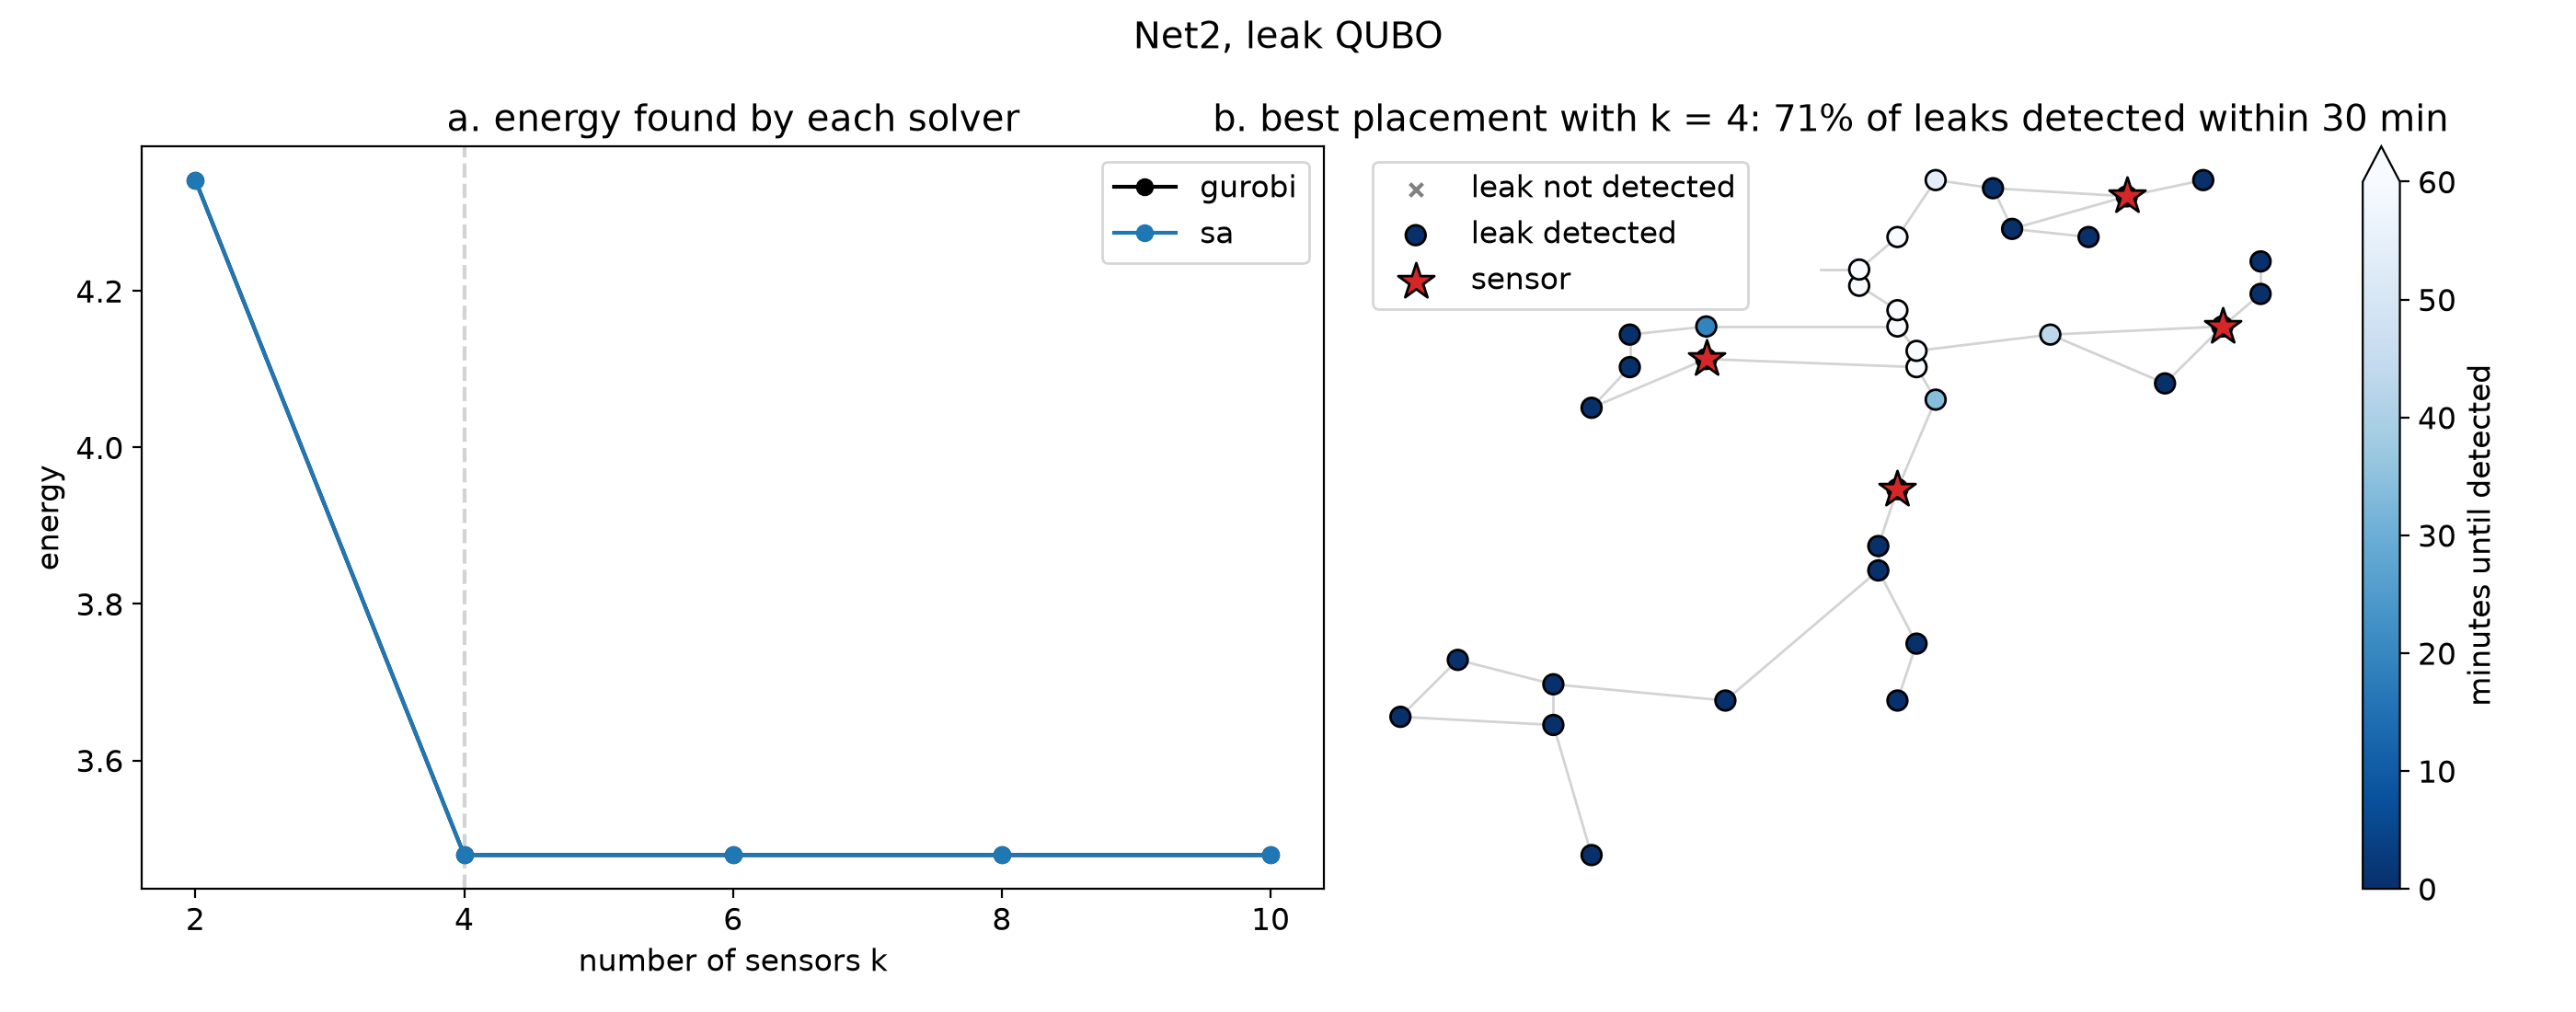 Net2, leak QUBO
a. energy found by each solver
gurobi
sa
energy
4.2
4.0
3.8
3.6
2
4
6
8
10
number of sensors k
b. best placement with k = 4: 71% of leaks detected within 30 min
leak not detected
leak detected
sensor
60
50
40
30
20
10
0
minutes until detected